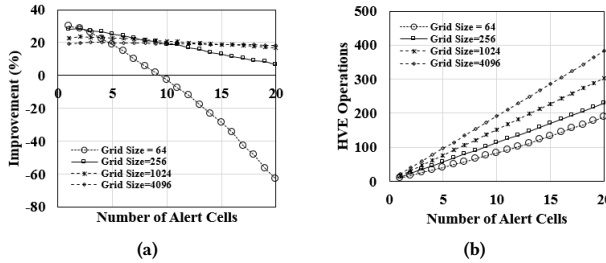 40
20
0
-20
-40
-60
-80
0 5 10 15 20
Improvement (%)
Grid Size = 64
Grid Size=256
Grid Size=1024
Grid Size=4096
Number of Alert Cells
(a)
500
400
300
200
100
0
0 5 10 15 20
HVE Operations
Grid Size = 64
Grid Size=256
Grid Size=1024
Grid Size=4096
Number of Alert Cells
(b)